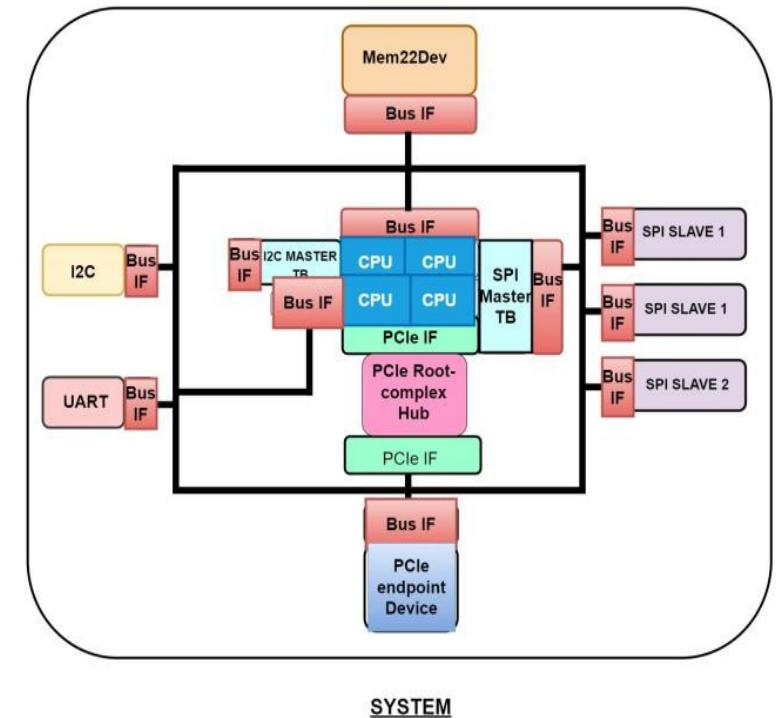 Mem22Dev
Bus IF
Bus IF
I2C
Bus
IF
Bus
IF
I2C MASTER
TB
CPU
CPU
CPU
CPU
Bus IF
SPI
Master
TB
Bus
IF
Bus
IF
SPI SLAVE 1
Bus
IF
SPI SLAVE 1
Bus
IF
SPI SLAVE 2
UART
Bus
IF
PCIe IF
PCIe Root-
complex
Hub
PCIe IF
Bus IF
PCIe
endpoint
Device
SYSTEM